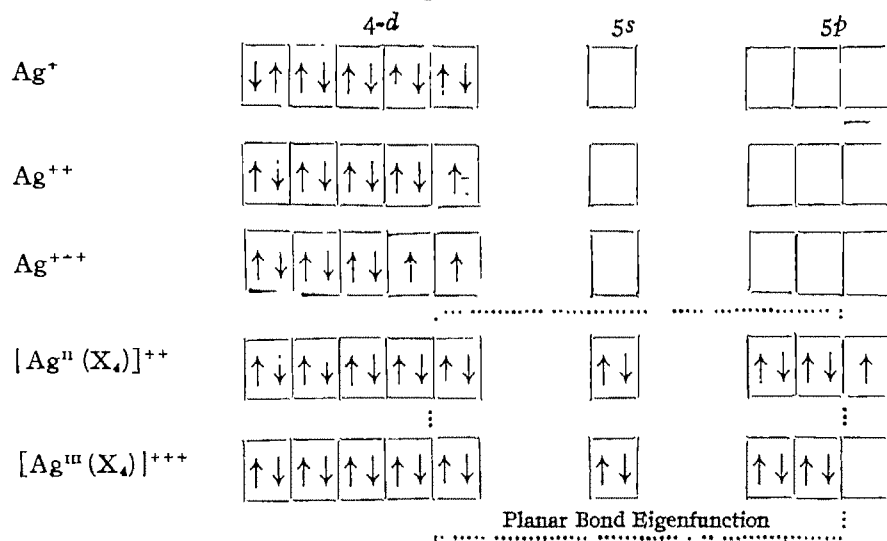 4-d 5s 5p
Ag⁺ ↓↑ ↑↓ ↑↓ ↑↓ ↑↓
Ag⁺⁺ ↑↓ ↑↓ ↑↓ ↑↓ ↑
Ag⁺⁺⁺ ↑↓ ↑↓ ↑↓ ↑ ↑
[Agᴵᴵ(X₄)]⁺⁺ ↑↓ ↑↓ ↑↓ ↑↓ ↑↓ ↑↓ ↑↓ ↑↓ ↑
[Agᴵᴵᴵ(X₄)]⁺⁺⁺ ↑↓ ↑↓ ↑↓ ↑↓ ↑↓ ↑↓ ↑↓ ↑↓
Planar Bond Eigenfunction